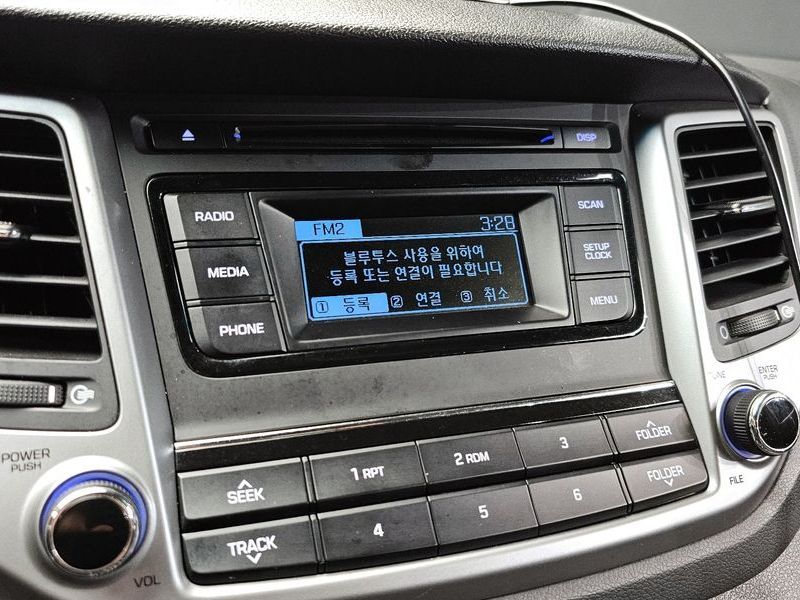 DISP
RADIO
FM2 3:28
SCAN
블루투스 사용을 위하여
등록 또는 연결이 필요합니다
MEDIA
SETUP
CLOCK
① 등록 ② 연결 ③ 취소
PHONE
MENU
TUNE
ENTER
PUSH
POWER
PUSH
SEEK
1 RPT
2 RDM
3
FOLDER
TRACK
4
5
6
FOLDER
FILE
VOL